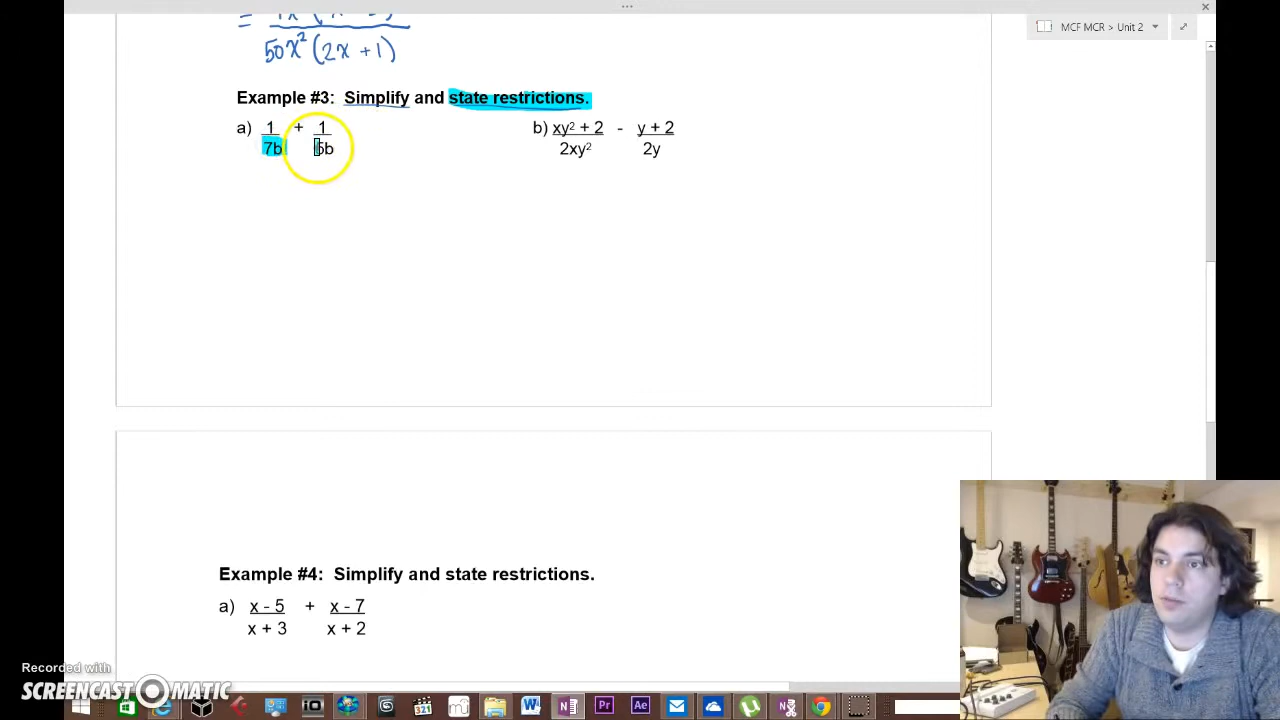 MCF MCR > Unit 2
50x²(2x + 1)
Example #3: Simplify and state restrictions.
a) 1 + 1 b) xy² + 2 - y + 2
7b 5b 2xy² 2y
Example #4: Simplify and state restrictions.
a) x - 5 + x - 7
x + 3 x + 2
Recorded with
SCREENCAST-O-MATIC